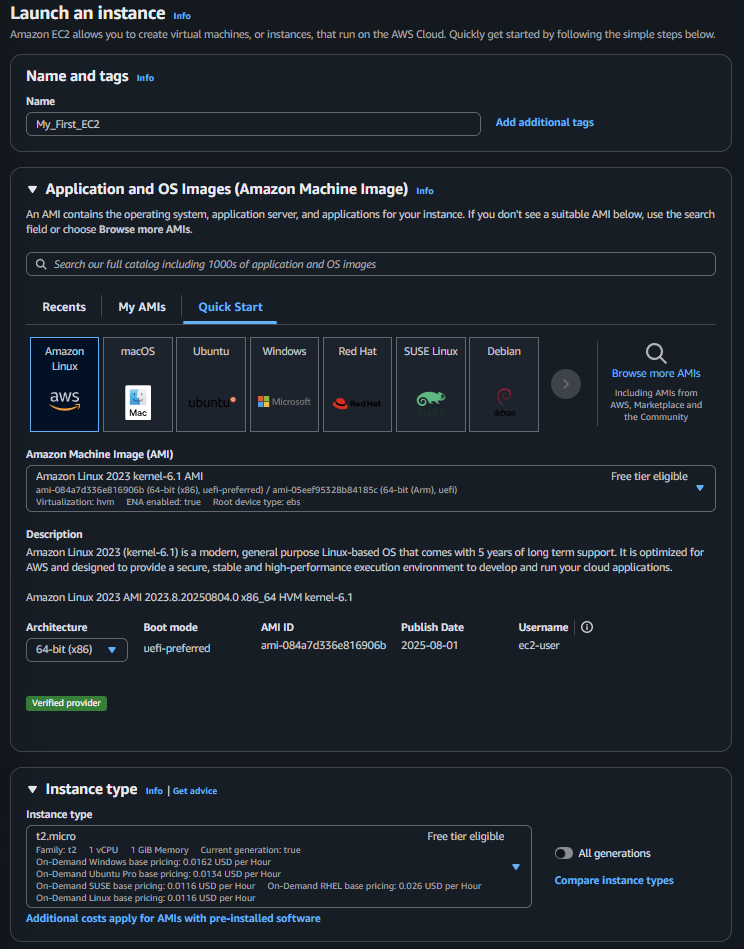 Launch an instance Info
Amazon EC2 allows you to create virtual machines, or instances, that run on the AWS Cloud. Quickly get started by following the simple steps below.
Name and tags Info
Name
My_First_EC2
Add additional tags
Application and OS Images (Amazon Machine Image) Info
An AMI contains the operating system, application server, and applications for your instance. If you don't see a suitable AMI below, use the search
field or choose Browse more AMIs.
Search our full catalog including 1000s of application and OS images
Recents My AMIs Quick Start
Amazon
Linux
aws
macOS
Mac
Ubuntu
ubuntu
Windows
Microsoft
Red Hat
Red Hat
SUSE Linux
Debian
debian
Browse more AMIs
Including AMIs from
AWS, Marketplace and
the Community
Amazon Machine Image (AMI)
Amazon Linux 2023 kernel-6.1 AMI Free tier eligible
ami-084a7d336e816906b (64-bit (x86), uefi-preferred) / ami-05eef95328b84185c (64-bit (Arm), uefi)
Virtualization: hvm ENA enabled: true Root device type: ebs
Description
Amazon Linux 2023 (kernel-6.1) is a modern, general purpose Linux-based OS that comes with 5 years of long term support. It is optimized for
AWS and designed to provide a secure, stable and high-performance execution environment to develop and run your cloud applications.
Amazon Linux 2023 AMI 2023.8.20250804.0 x86_64 HVM kernel-6.1
Architecture Boot mode AMI ID Publish Date Username
64-bit (x86) uefi-preferred ami-084a7d336e816906b 2025-08-01 ec2-user
Verified provider
Instance type Info | Get advice
Instance type
t2.micro Free tier eligible
Family: t2 1 vCPU 1 GiB Memory Current generation: true
On-Demand Windows base pricing: 0.0162 USD per Hour
On-Demand Ubuntu Pro base pricing: 0.0134 USD per Hour
On-Demand SUSE base pricing: 0.0116 USD per Hour On-Demand RHEL base pricing: 0.026 USD per Hour
On-Demand Linux base pricing: 0.0116 USD per Hour
All generations
Compare instance types
Additional costs apply for AMIs with pre-installed software